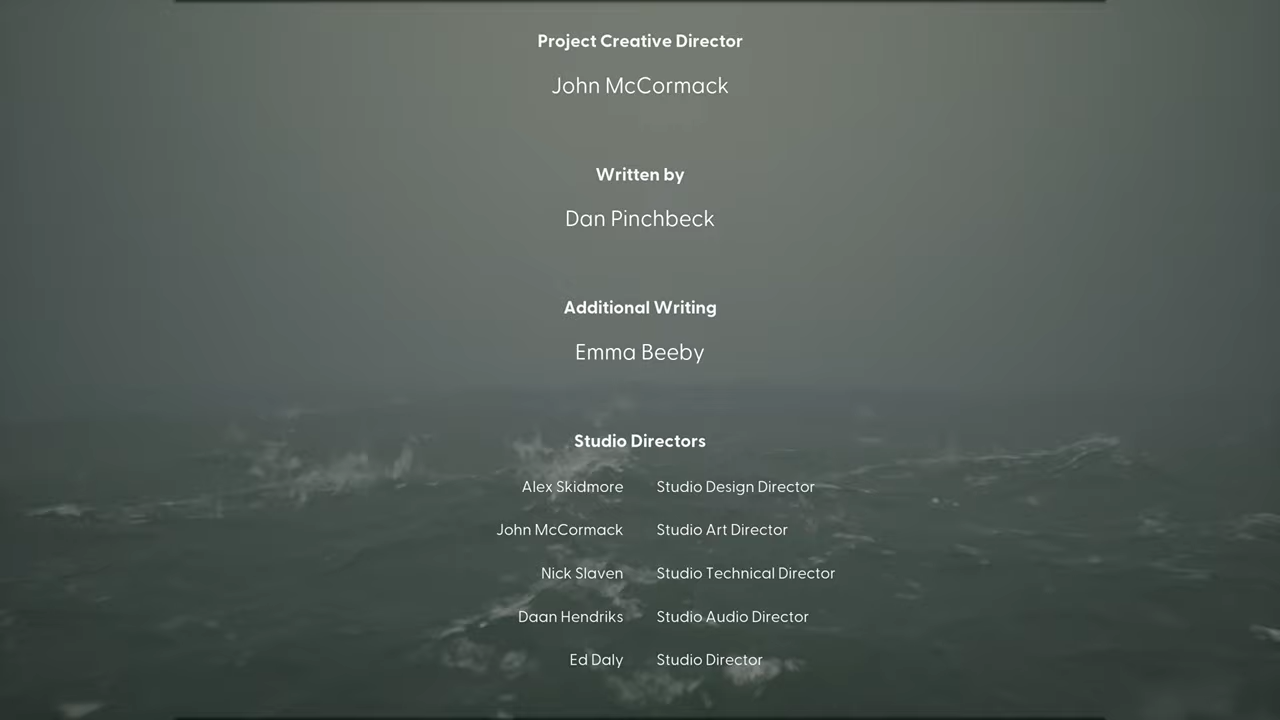 Project Creative Director
John McCormack
Written by
Dan Pinchbeck
Additional Writing
Emma Beeby
Studio Directors
Alex Skidmore Studio Design Director
John McCormack Studio Art Director
Nick Slaven Studio Technical Director
Daan Hendriks Studio Audio Director
Ed Daly Studio Director